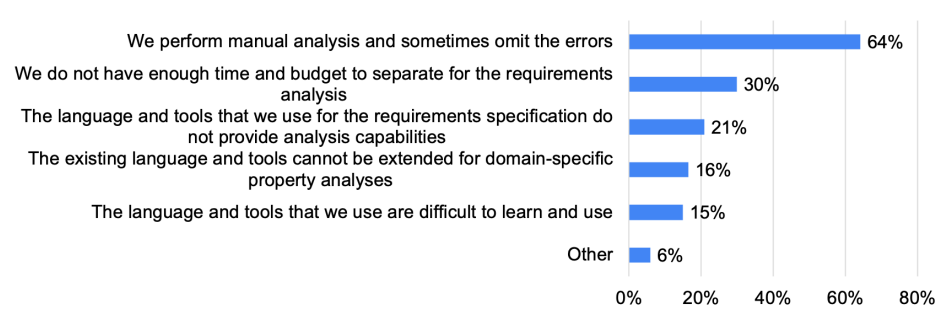 We perform manual analysis and sometimes omit the errors
64%
We do not have enough time and budget to separate for the requirements
analysis
30%
The language and tools that we use for the requirements specification do
not provide analysis capabilities
21%
The existing language and tools cannot be extended for domain-specific
property analyses
16%
The language and tools that we use are difficult to learn and use
15%
Other
6%
0%
20%
40%
60%
80%